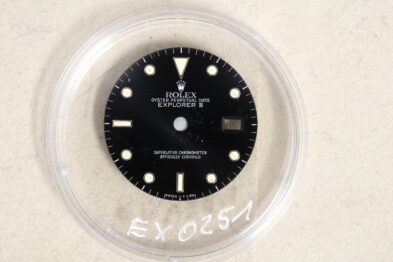 ROLEX
OYSTER PERPETUAL DATE
EXPLORER II
SUPERLATIVE CHRONOMETER
OFFICIALLY CERTIFIED
EX0251